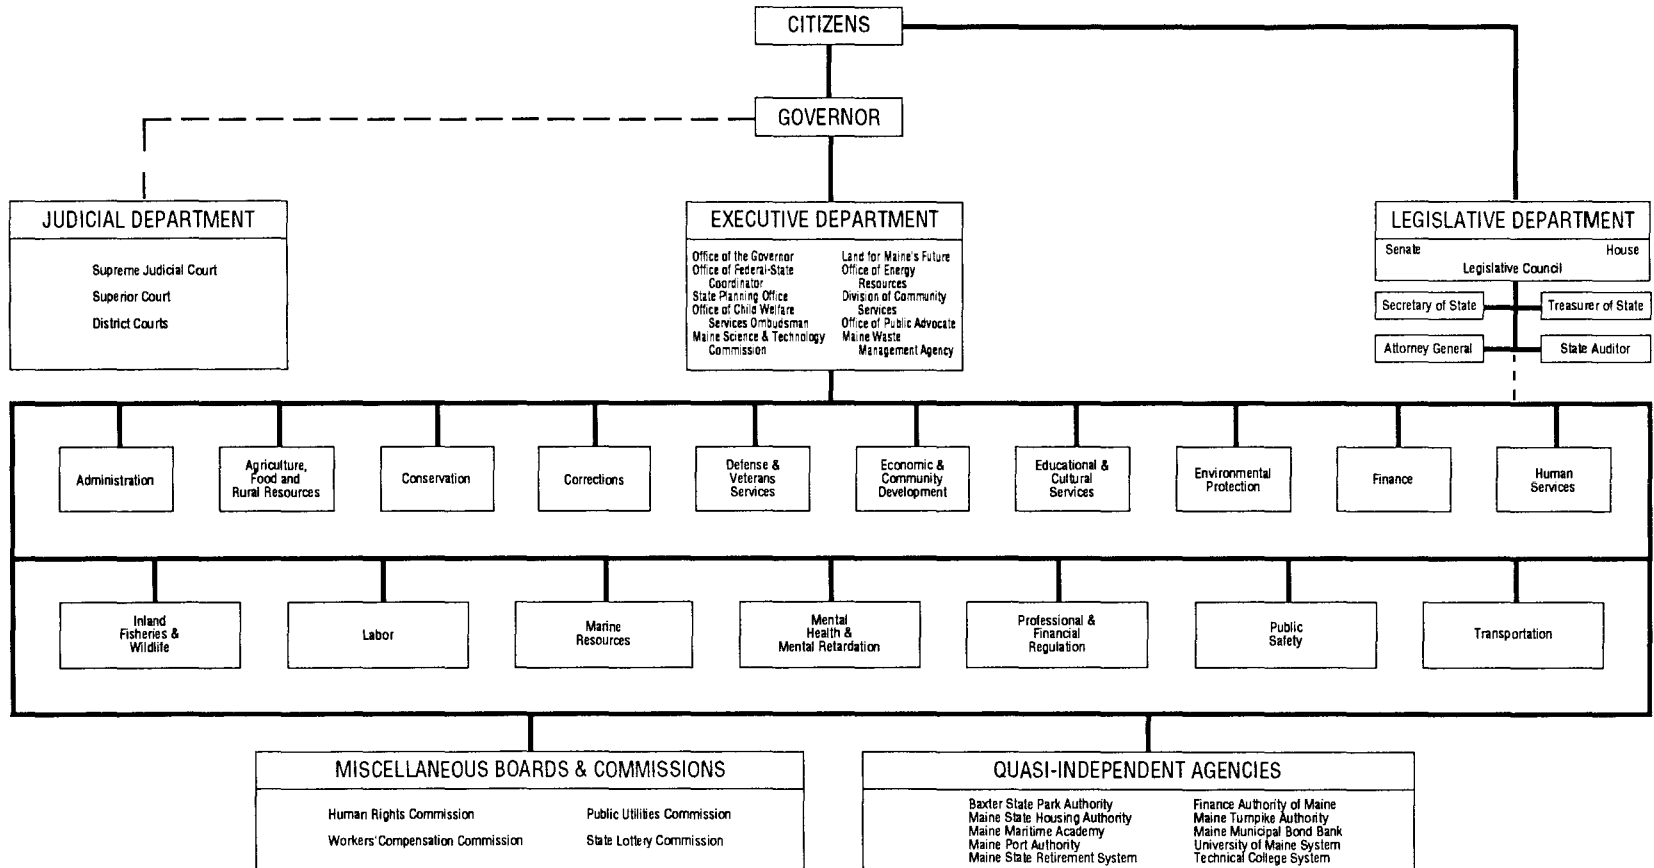 CITIZENS
GOVERNOR
JUDICIAL DEPARTMENT
Supreme Judicial Court
Superior Court
District Courts
EXECUTIVE DEPARTMENT
Office of the Governor
Office of Federal-State
Coordinator
State Planning Office
Office of Child Welfare
Services Ombudsman
Maine Science & Technology
Commission
Land for Maine's Future
Office of Energy
Resources
Division of Community
Services
Office of Public Advocate
Maine Waste
Management Agency
LEGISLATIVE DEPARTMENT
Senate House
Legislative Council
Secretary of State
Treasurer of State
Attorney General
State Auditor
Administration
Agriculture,
Food and
Rural Resources
Conservation
Corrections
Defense &
Veterans
Services
Economic &
Community
Development
Educational &
Cultural
Services
Environmental
Protection
Finance
Human
Services
Inland
Fisheries &
Wildlife
Labor
Marine
Resources
Mental
Health &
Mental Retardation
Professional &
Financial
Regulation
Public
Safety
Transportation
MISCELLANEOUS BOARDS & COMMISSIONS
Human Rights Commission
Workers' Compensation Commission
Public Utilities Commission
State Lottery Commission
QUASI-INDEPENDENT AGENCIES
Baxter State Park Authority
Maine State Housing Authority
Maine Maritime Academy
Maine Port Authority
Maine State Retirement System
Finance Authority of Maine
Maine Turnpike Authority
Maine Municipal Bond Bank
University of Maine System
Technical College System